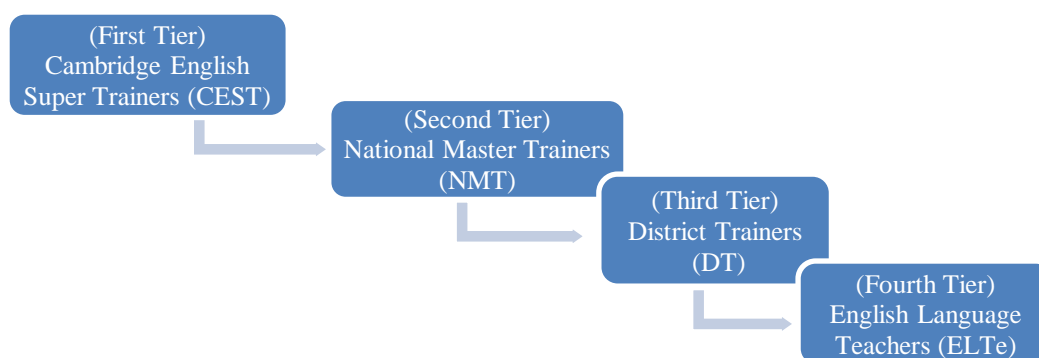 (First Tier)
Cambridge English
Super Trainers (CEST)
(Second Tier)
National Master Trainers
(NMT)
(Third Tier)
District Trainers
(DT)
(Fourth Tier)
English Language
Teachers (ELTe)